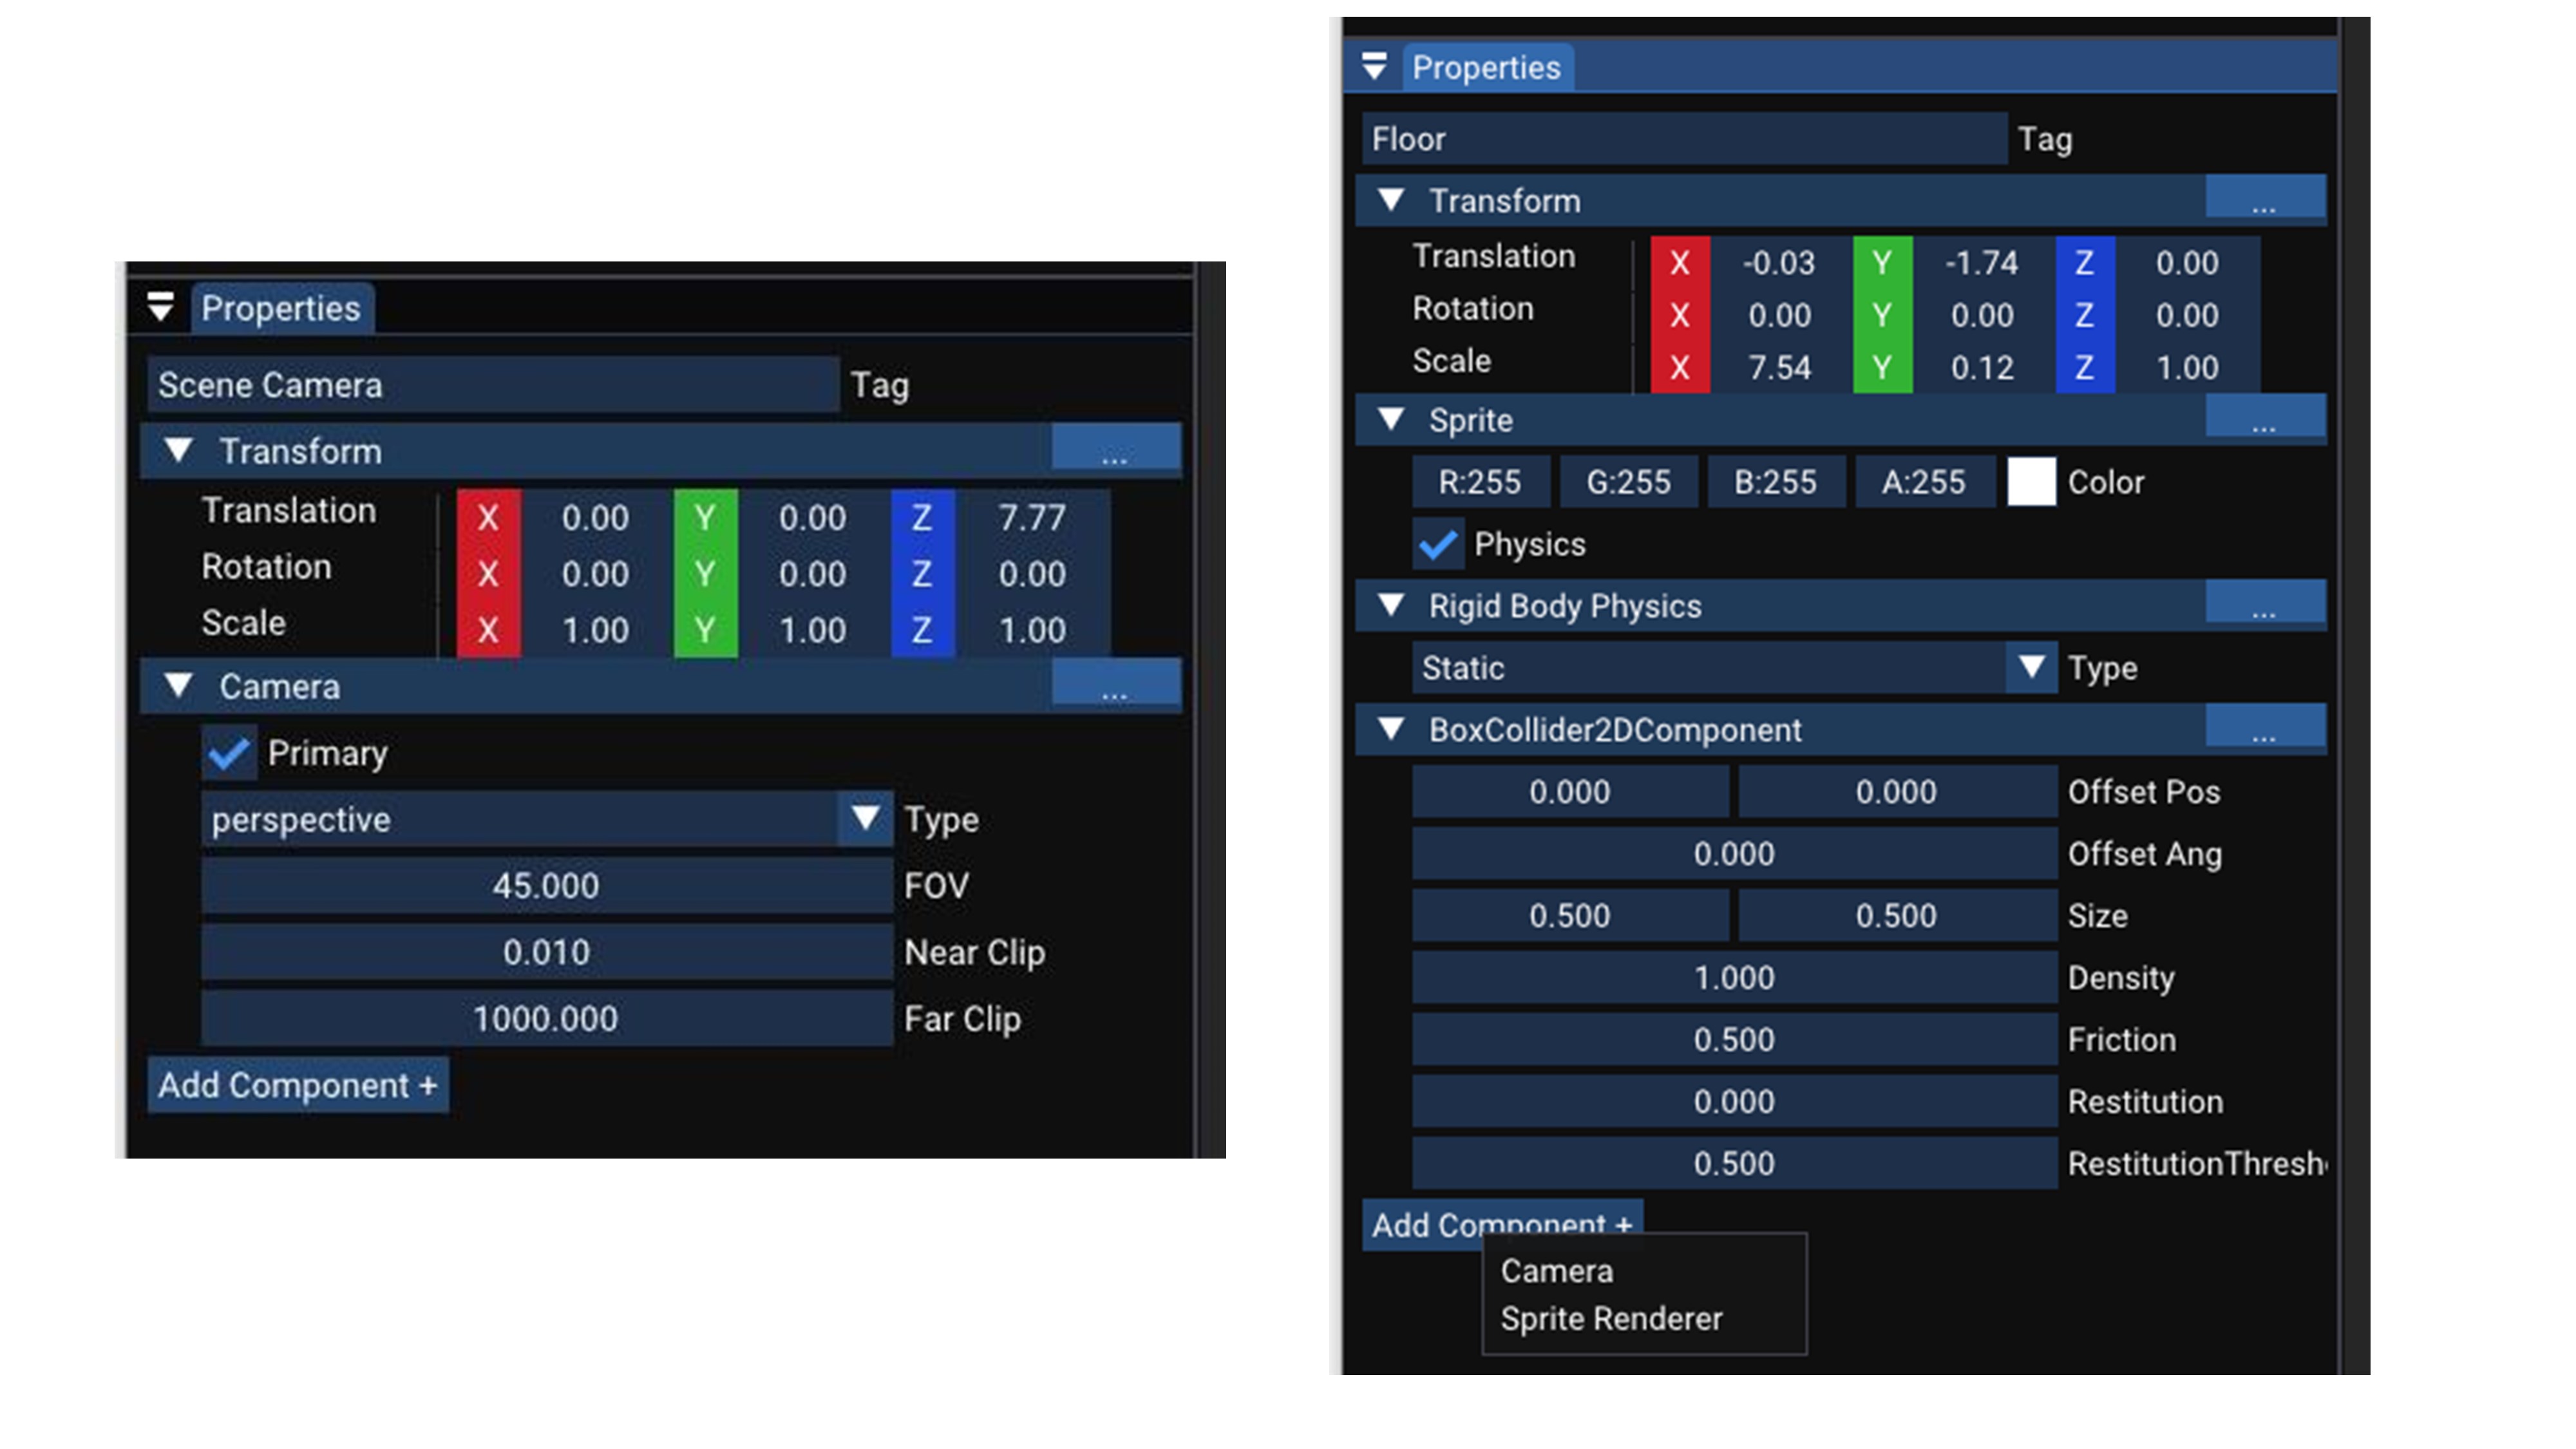 Properties
Scene Camera Tag
Transform ...
Translation X 0.00 Y 0.00 Z 7.77
Rotation X 0.00 Y 0.00 Z 0.00
Scale X 1.00 Y 1.00 Z 1.00
Camera ...
Primary
perspective Type
45.000 FOV
0.010 Near Clip
1000.000 Far Clip
Add Component +
Properties
Floor Tag
Transform ...
Translation X -0.03 Y -1.74 Z 0.00
Rotation X 0.00 Y 0.00 Z 0.00
Scale X 7.54 Y 0.12 Z 1.00
Sprite ...
R:255 G:255 B:255 A:255 Color
Physics
Rigid Body Physics ...
Static Type
BoxCollider2DComponent ...
0.000 0.000 Offset Pos
0.000 Offset Ang
0.500 0.500 Size
1.000 Density
0.500 Friction
0.000 Restitution
0.500 RestitutionThresh
Add Component +
Camera
Sprite Renderer